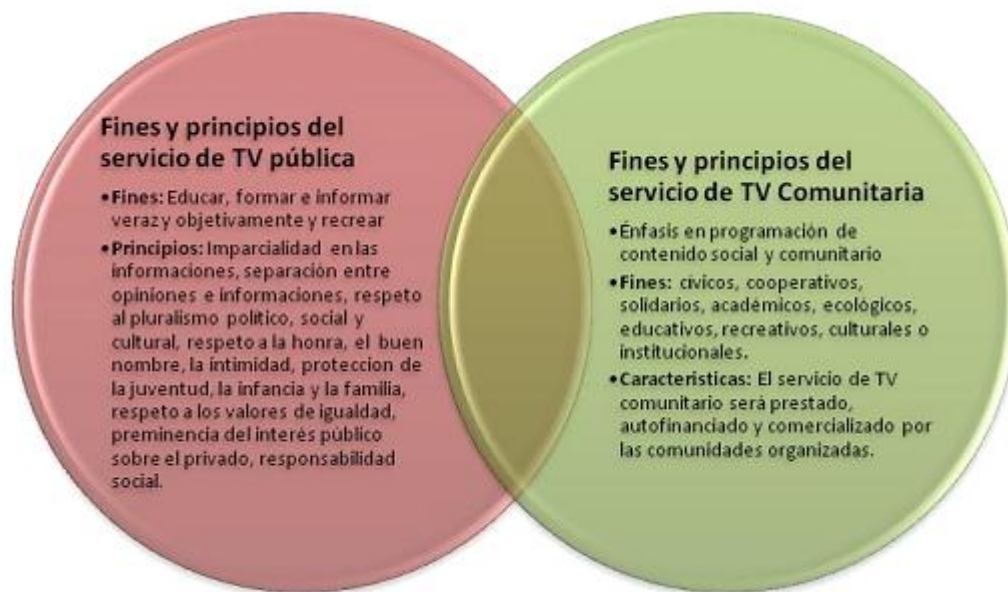 Fines y principios del
servicio de TV pública
•Fines: Educar, formar e informar
veraz y objetivamente y recrear
•Principios: Imparcialidad en las
informaciones, separación entre
opiniones e informaciones, respeto
al pluralismo político, social y
cultural, respeto a la honra, el buen
nombre, la intimidad, proteccion de
la juventud, la infancia y la familia,
respeto a los valores de igualdad,
preminencia del interés público
sobre el privado, responsabilidad
social.
Fines y principios del
servicio de TV Comunitaria
•Énfasis en programación de
contenido social y comunitario
•Fines: cívicos, cooperativos,
solidarios, académicos, ecológicos,
educativos, recreativos, culturales o
institucionales.
•Características: El servicio de TV
comunitario será prestado,
autofinanciado y comercializado por
las comunidades organizadas.